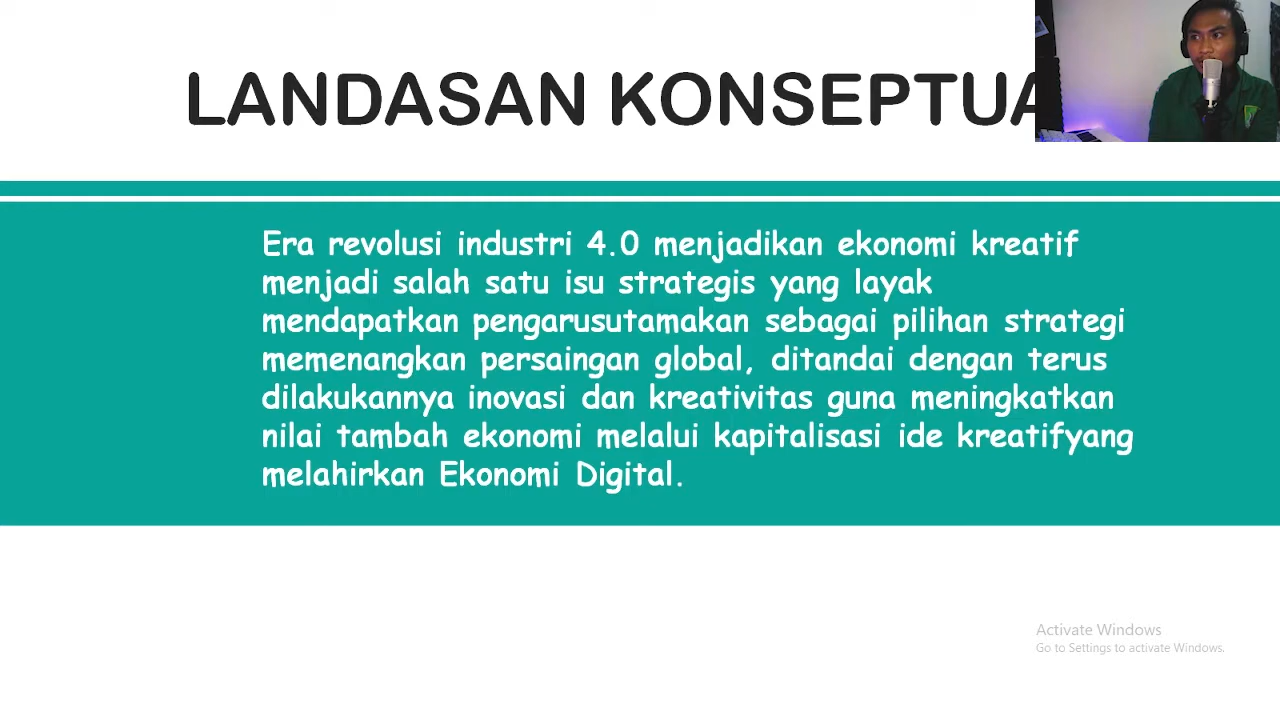 LANDASAN KONSEPTUA
Era revolusi industri 4.0 menjadikan ekonomi kreatif
menjadi salah satu isu strategis yang layak
mendapatkan pengarusutamakan sebagai pilihan strategi
memenangkan persaingan global, ditandai dengan terus
dilakukannya inovasi dan kreativitas guna meningkatkan
nilai tambah ekonomi melalui kapitalisasi ide kreatifyang
melahirkan Ekonomi Digital.
Activate Windows
Go to Settings to activate Windows.